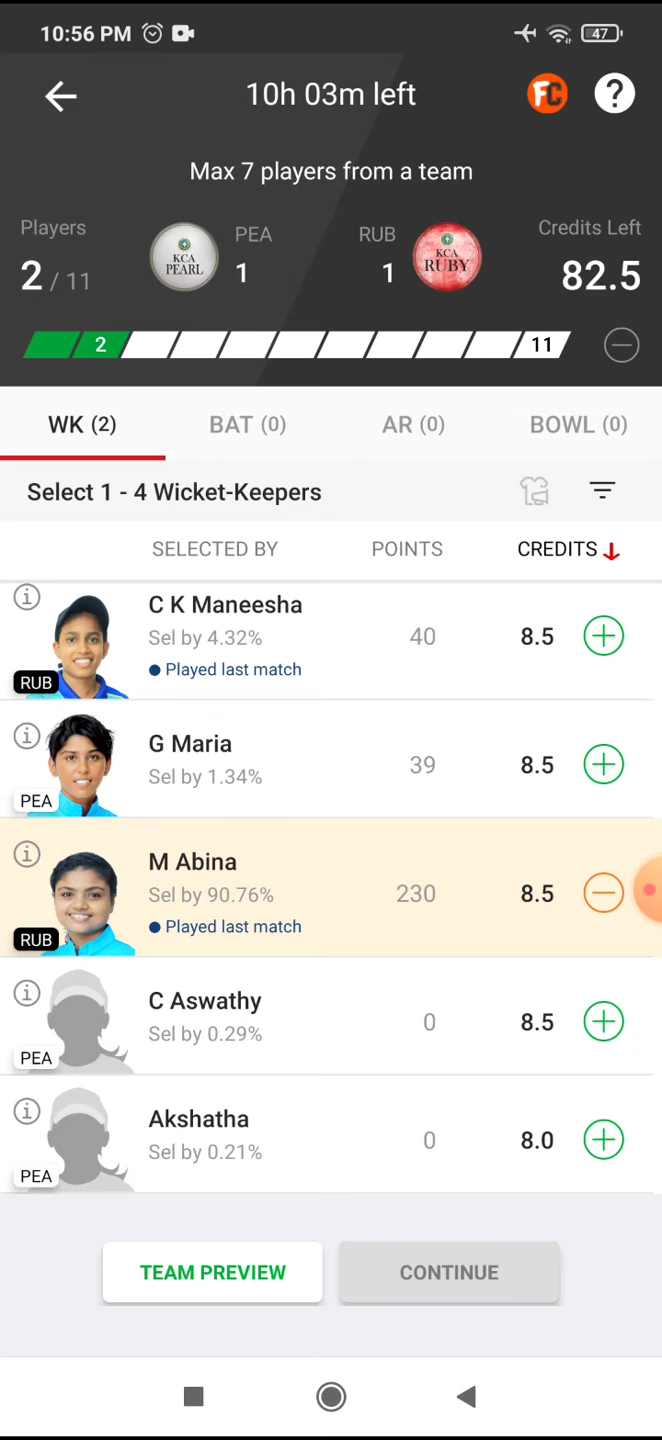 10:56 PM 47
10h 03m left FC ?
Max 7 players from a team
Players PEA RUB Credits Left
2 / 11 KCA PEARL 1 1 KCA RUBY 82.5
2 11
WK (2) BAT (0) AR (0) BOWL (0)
Select 1 - 4 Wicket-Keepers
SELECTED BY POINTS CREDITS
C K Maneesha
Sel by 4.32% 40 8.5
Played last match
RUB
G Maria
Sel by 1.34% 39 8.5
PEA
M Abina
Sel by 90.76% 230 8.5
Played last match
RUB
C Aswathy
Sel by 0.29% 0 8.5
PEA
Akshatha
Sel by 0.21% 0 8.0
PEA
TEAM PREVIEW CONTINUE